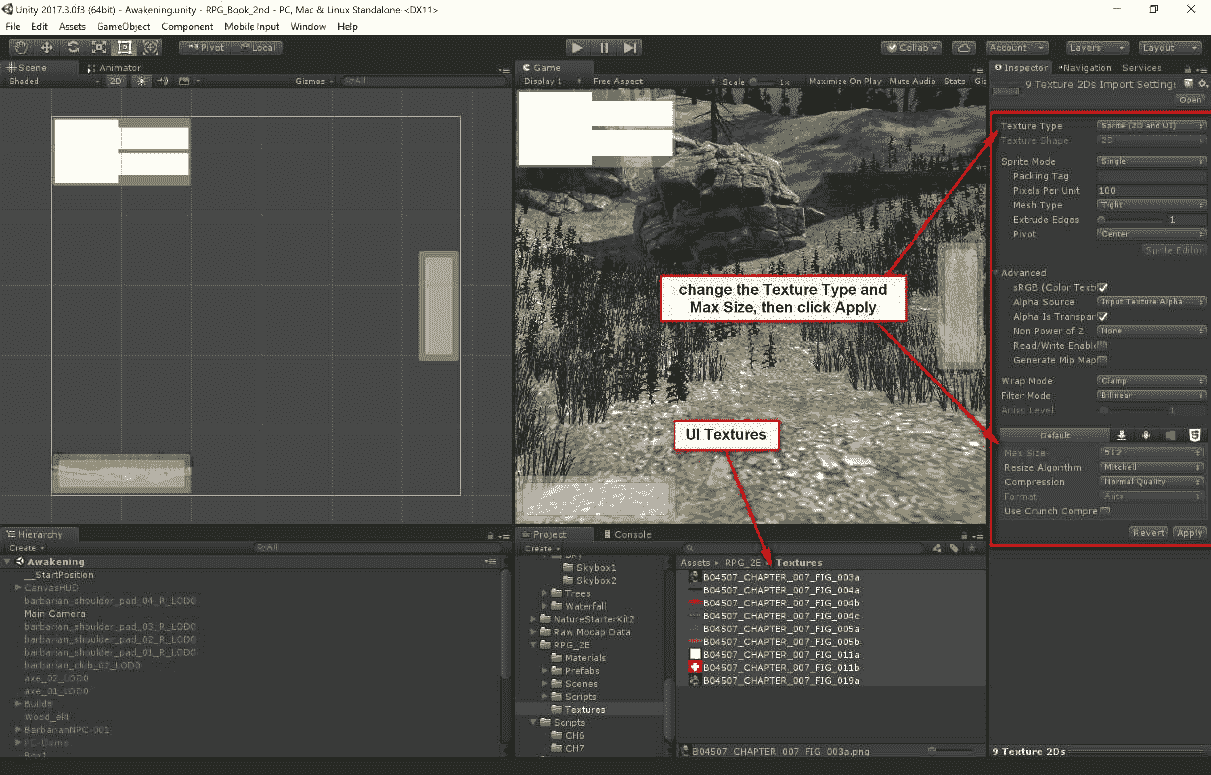 Unity 2017.3.0f3 (64bit) - Awakening.unity - RPG_Book_2nd - PC, Mac & Linux Standalone <DX11>
File Edit Assets GameObject Component Mobile Input Window Help
Pivot Local Collab Account Layers Layout
Scene Animator
Shaded 2D Gizmos All
Game
Display 1 Free Aspect Scale 1x Maximize On Play Mute Audio Stats Giz
Inspector Navigation Services
9 Texture 2Ds Import Setting
Open
Texture Type Sprite (2D and UI)
Texture Shape 2D
Sprite Mode Single
Packing Tag
Pixels Per Unit 100
Mesh Type Tight
Extrude Edges 1
Pivot Center
Sprite Editor
Advanced
sRGB (Color Text
Alpha Source Input Texture Alpha
Alpha Is Transpar
Non Power of 2 None
Read/Write Enabl
Generate Mip Map
Wrap Mode Clamp
Filter Mode Bilinear
Aniso Level 1
Default
Max Size 512
Resize Algorithm Mitchell
Compression Normal Quality
Format Auto
Use Crunch Compre
Revert Apply
change the Texture Type and
Max Size, then click Apply
UI Textures
Hierarchy
Create All
Awakening
__StartPosition
CanvasHUD
barbarian_shoulder_pad_04_R_LOD0
Main Camera
barbarian_shoulder_pad_03_R_LOD0
barbarian_shoulder_pad_02_R_LOD0
barbarian_shoulder_pad_01_R_LOD0
barbarian_club_02_LOD0
axe_02_LOD0
axe_01_LOD0
Builds
Wood_el4
BarbarianNPC-001
PC-Demo
Box1
Project Console
Create
Sky
Skybox1
Skybox2
Trees
Waterfall
NatureStarterKit2
Raw Mocap Data
RPG_2E
Materials
Prefabs
Scenes
Scripts
Textures
Scripts
CH6
CH7
Assets RPG_2E Textures
B04507_CHAPTER_007_FIG_003a
B04507_CHAPTER_007_FIG_004a
B04507_CHAPTER_007_FIG_004b
B04507_CHAPTER_007_FIG_004c
B04507_CHAPTER_007_FIG_005a
B04507_CHAPTER_007_FIG_005b
B04507_CHAPTER_007_FIG_011a
B04507_CHAPTER_007_FIG_011b
B04507_CHAPTER_007_FIG_019a
B04507_CHAPTER_007_FIG_003a.png
9 Texture 2Ds